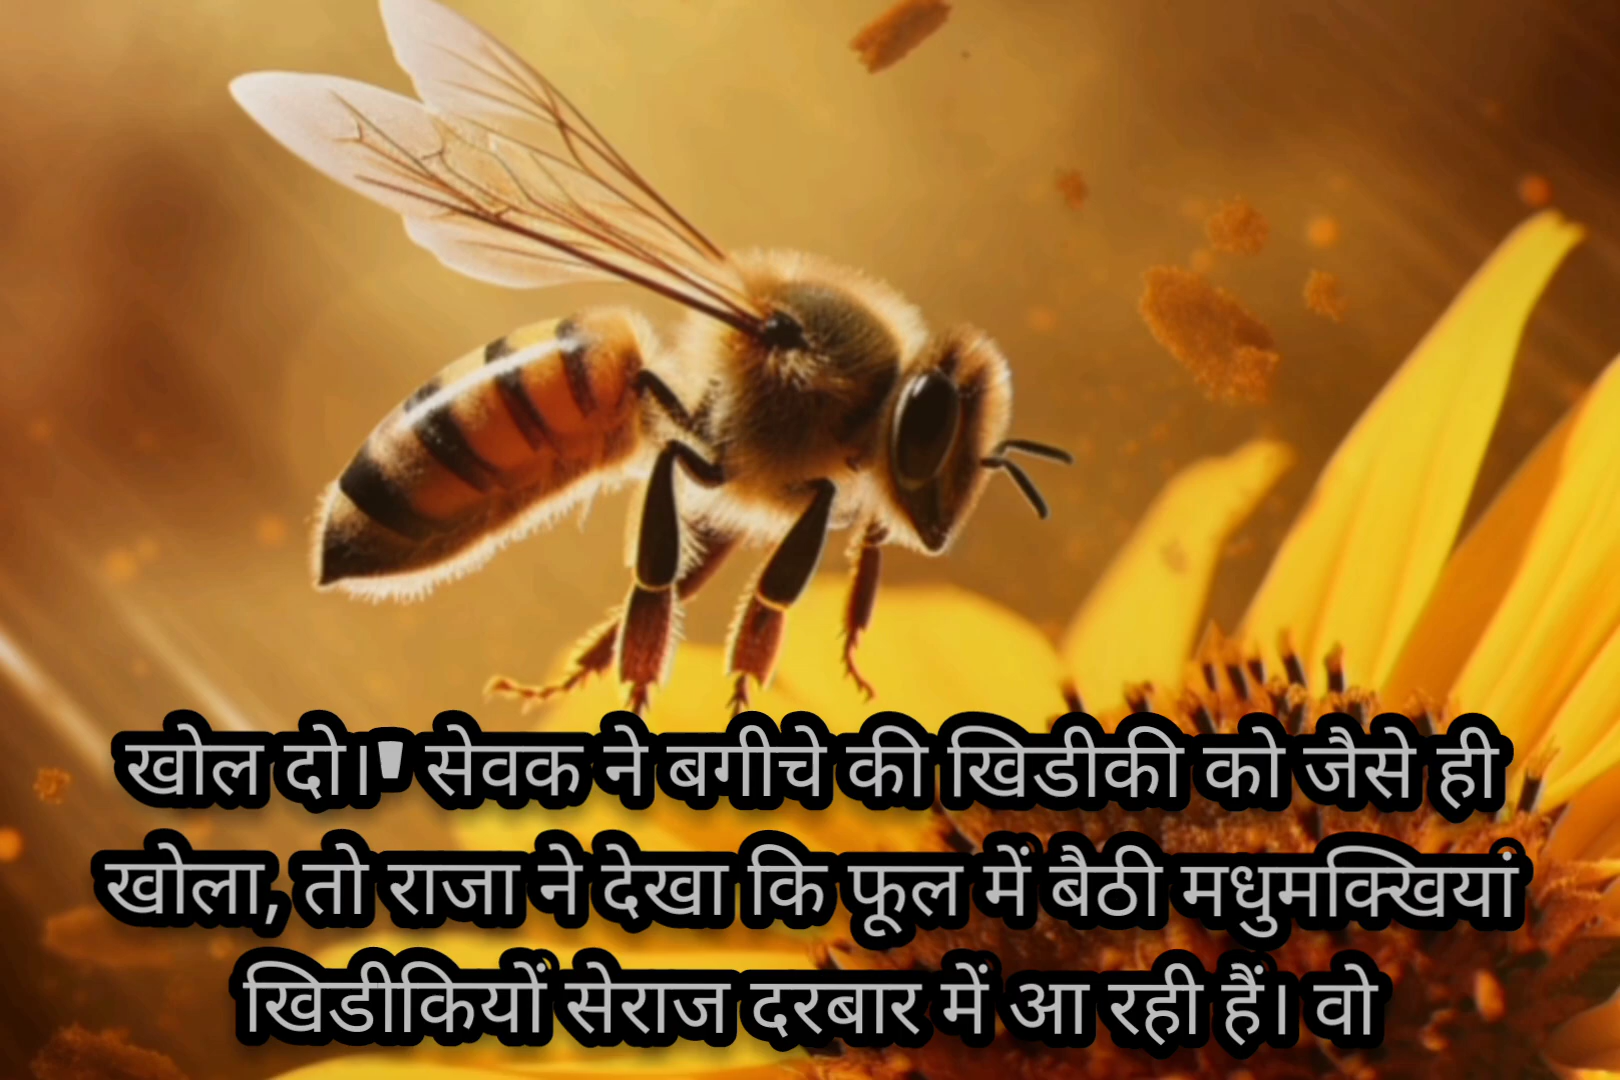 खोल दो।" सेवक ने बगीचे की खिडीकी को जैसे ही
खोला, तो राजा ने देखा कि फूल में बैठी मधुमक्खियां
खिडीकियों सेराज दरबार में आ रही हैं। वो